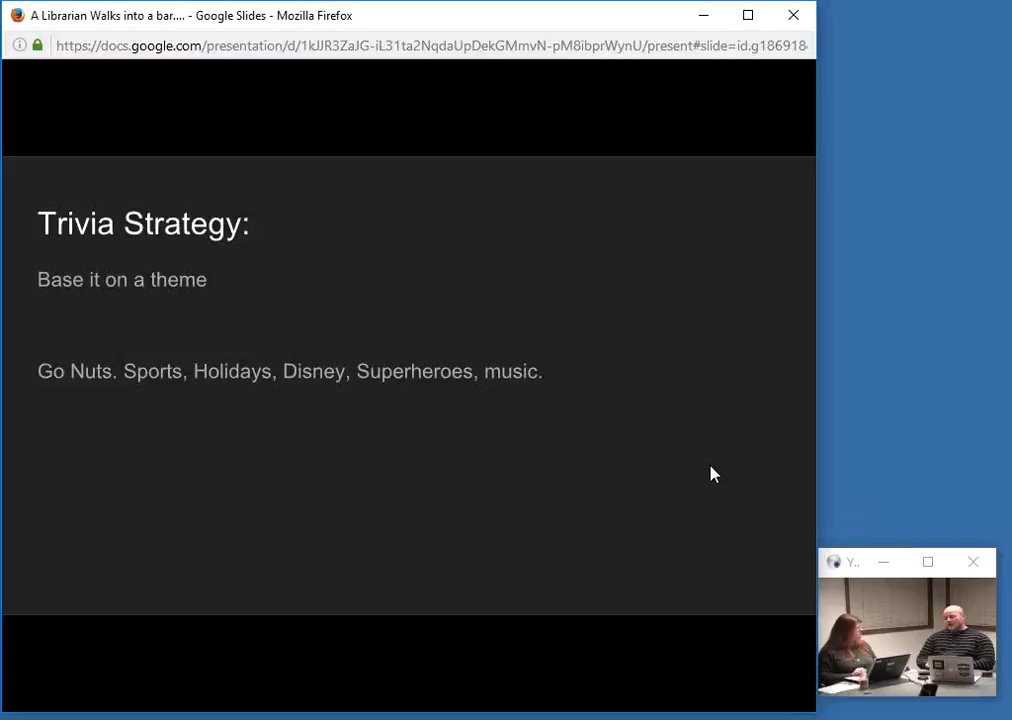 A Librarian Walks into a bar.... - Google Slides - Mozilla Firefox
https://docs.google.com/presentation/d/1kJJR3ZaJG-iL31ta2NqdaUpDekGMmvN-pM8ibprWynU/present#slide=id.g186918
Trivia Strategy:
Base it on a theme
Go Nuts. Sports, Holidays, Disney, Superheroes, music.
Y..